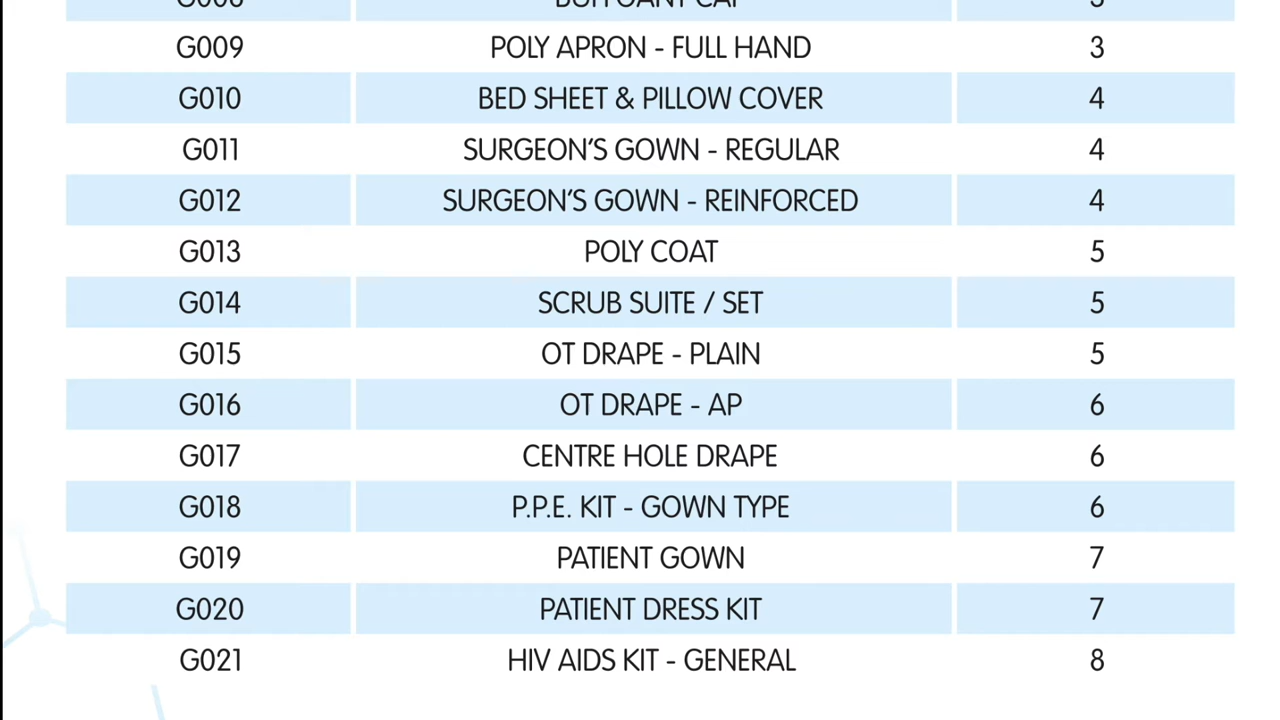 G009 POLY APRON - FULL HAND 3
G010 BED SHEET & PILLOW COVER 4
G011 SURGEON'S GOWN - REGULAR 4
G012 SURGEON'S GOWN - REINFORCED 4
G013 POLY COAT 5
G014 SCRUB SUITE / SET 5
G015 OT DRAPE - PLAIN 5
G016 OT DRAPE - AP 6
G017 CENTRE HOLE DRAPE 6
G018 P.P.E. KIT - GOWN TYPE 6
G019 PATIENT GOWN 7
G020 PATIENT DRESS KIT 7
G021 HIV AIDS KIT - GENERAL 8